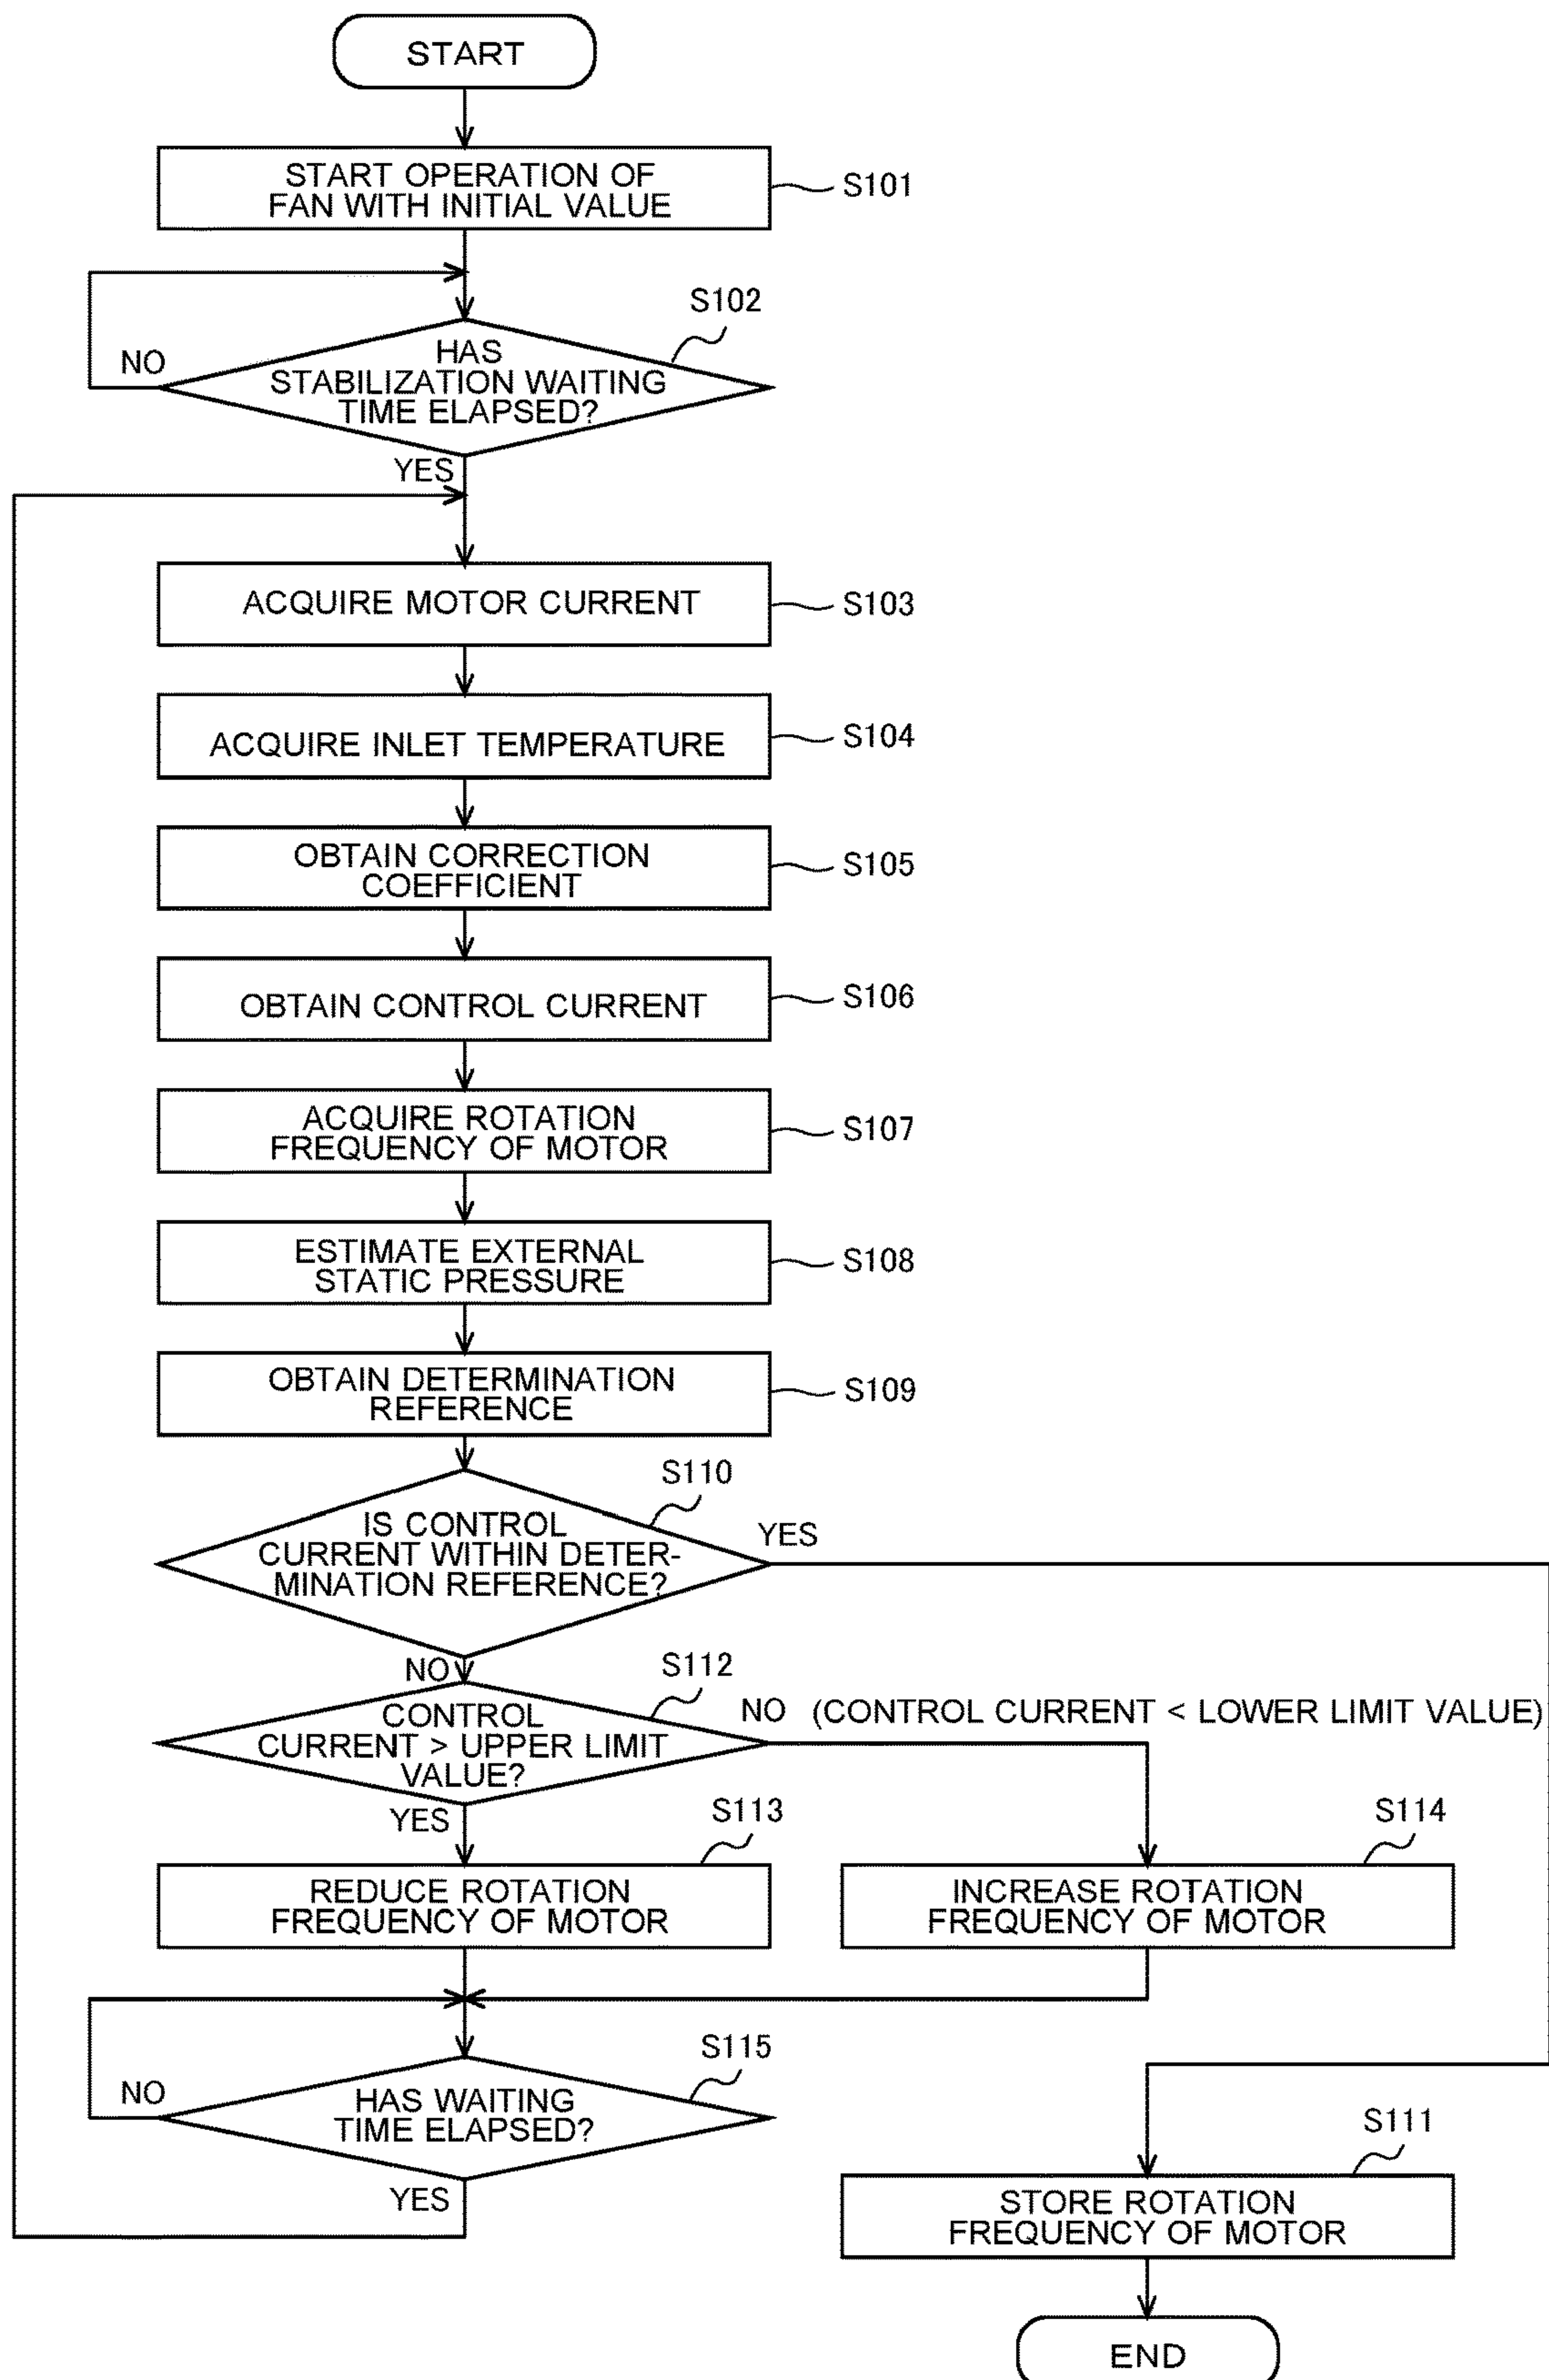 START
START OPERATION OF
FAN WITH INITIAL VALUE
S101
S102
NO
HAS
STABILIZATION WAITING
TIME ELAPSED?
YES
ACQUIRE MOTOR CURRENT
S103
ACQUIRE INLET TEMPERATURE
S104
OBTAIN CORRECTION
COEFFICIENT
S105
OBTAIN CONTROL CURRENT
S106
ACQUIRE ROTATION
FREQUENCY OF MOTOR
S107
ESTIMATE EXTERNAL
STATIC PRESSURE
S108
OBTAIN DETERMINATION
REFERENCE
S109
S110
IS CONTROL
CURRENT WITHIN DETER-
MINATION REFERENCE?
YES
NO
S112
CONTROL
CURRENT > UPPER LIMIT
VALUE?
NO (CONTROL CURRENT < LOWER LIMIT VALUE)
YES
S113
REDUCE ROTATION
FREQUENCY OF MOTOR
S114
INCREASE ROTATION
FREQUENCY OF MOTOR
S115
NO
HAS WAITING
TIME ELAPSED?
YES
S111
STORE ROTATION
FREQUENCY OF MOTOR
END